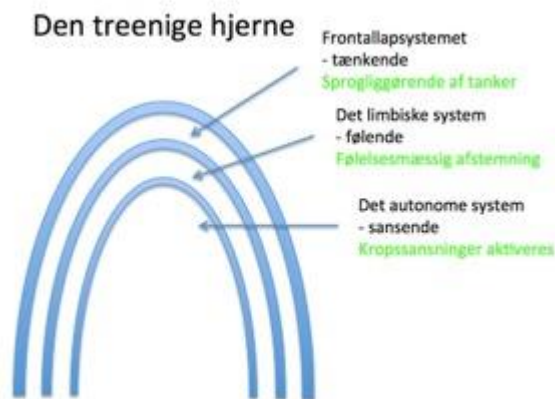 Den treenige hjerne
Frontallapsystemet
- tænkende
Sprogliggørende af tanker
Det limbiske system
- følende
Følelsesmæssig afstemning
Det autonome system
- sansende
Kropssansninger aktiveres